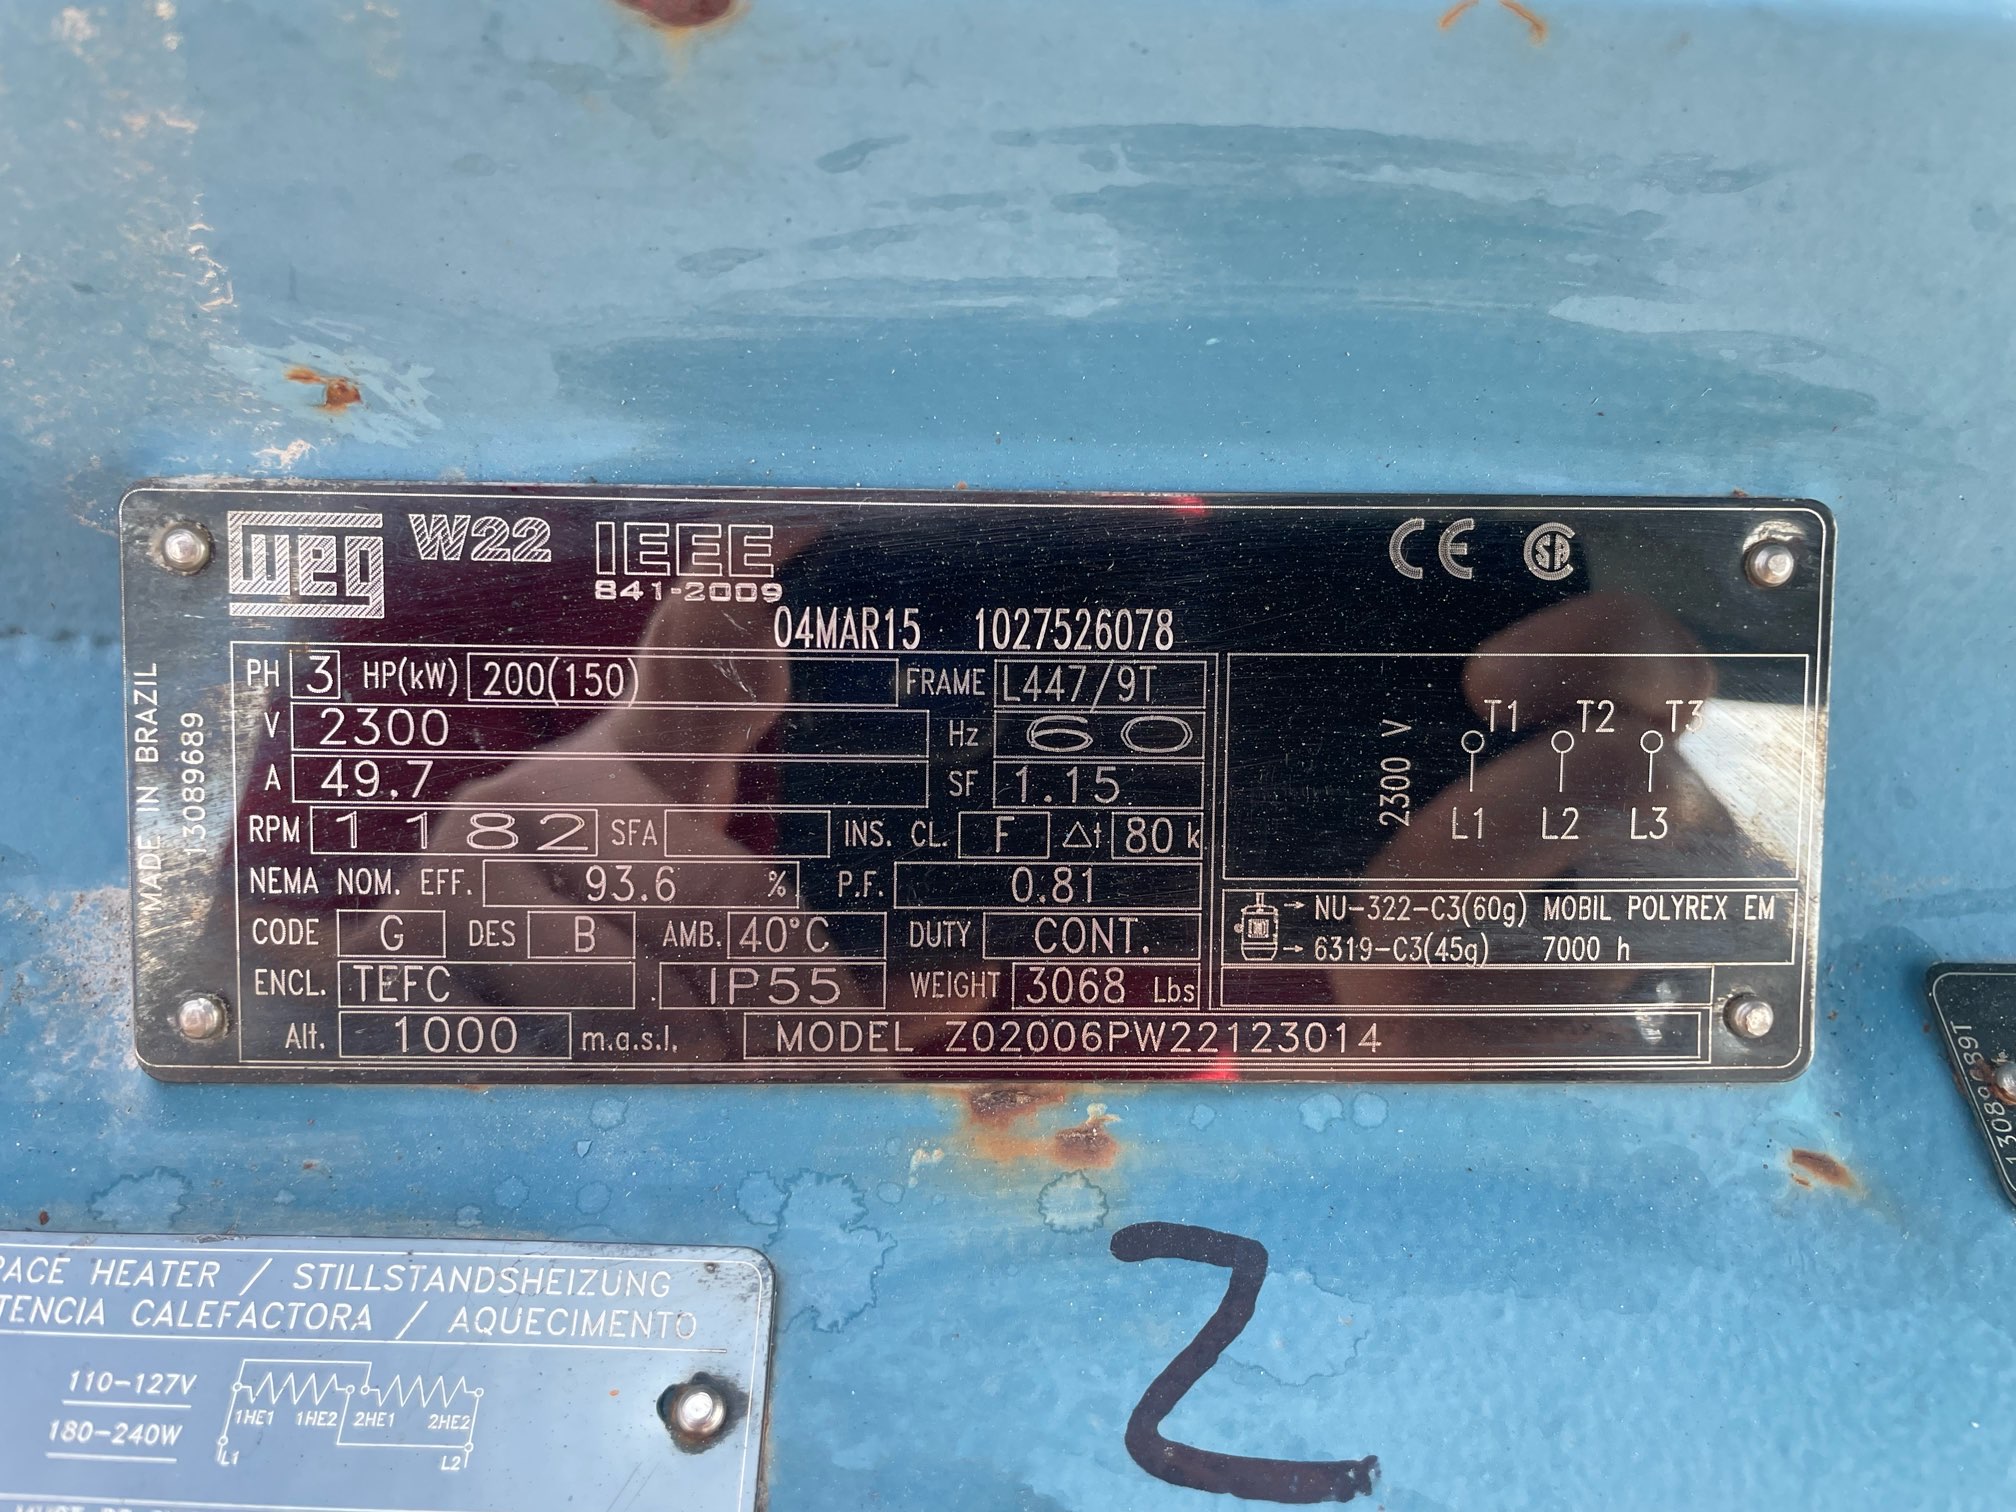 weg W22 IEEE
841-2009
CE SA
04MAR15 1027526078
MADE IN BRAZIL
13089689
PH 3 HP(kW) 200(150) FRAME L447/9T
V 2300 Hz 60
A 49.7 SF 1.15
RPM 1182 SFA INS. CL. F Δt 80 k
NEMA NOM. EFF. 93.6 % P.F. 0.81
CODE G DES B AMB. 40°C DUTY CONT.
ENCL. TEFC IP55 WEIGHT 3068 Lbs
Alt. 1000 m.a.s.l. MODEL Z02006PW22123014
2300 V
T1 T2 T3
L1 L2 L3
→ NU-322-C3(60g) MOBIL POLYREX EM
→ 6319-C3(45g) 7000 h
PACE HEATER / STILLSTANDSHEIZUNG
TENCIA CALEFACTORA / AQUECIMENTO
110-127V
180-240W
1HE1 1HE2 2HE1 2HE2
L1 L2
2